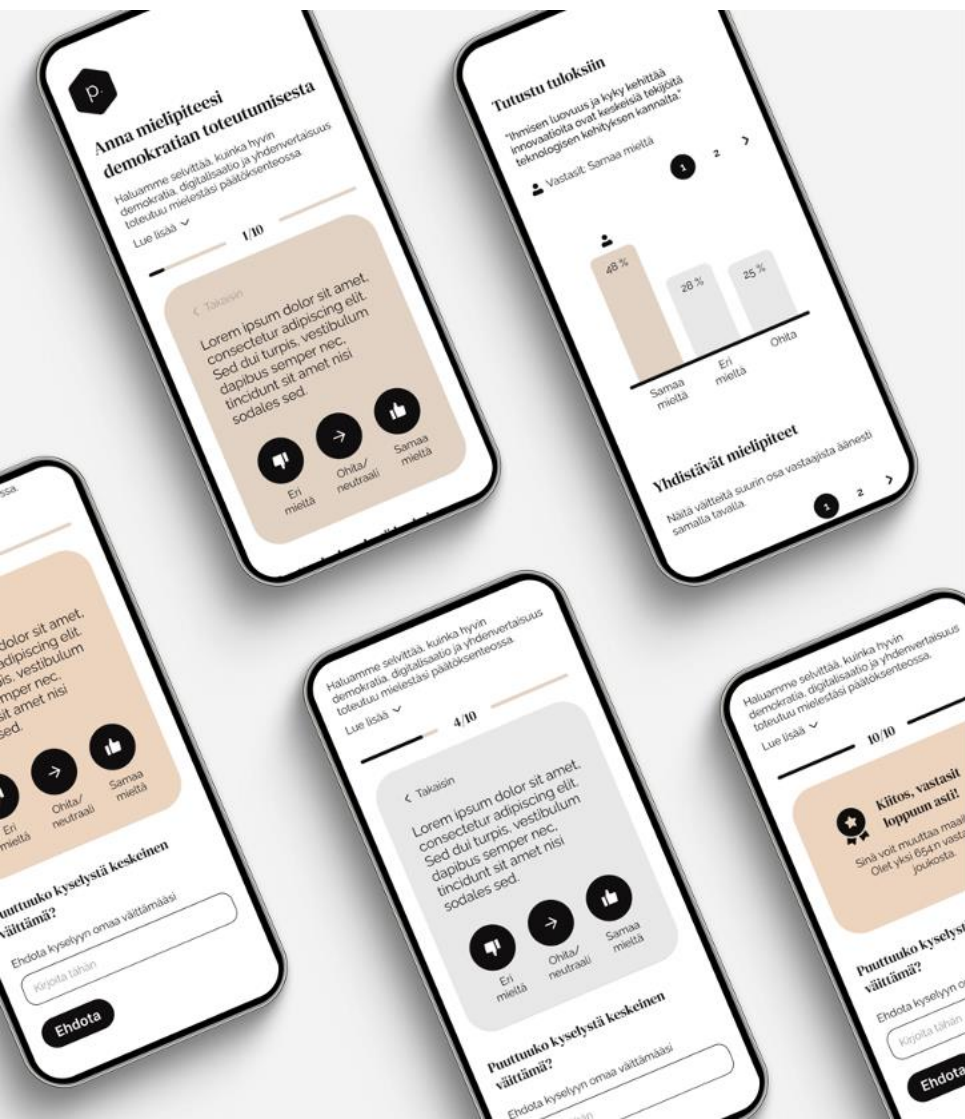 p.
Anna mielipiteesi
demokratian toteutumisesta
Haluamme selvittää, kuinka hyvin
demokratia, digitalisaatio ja yhdenvertaisuus
toteutuu mielestäsi päätöksenteossa.
Lue lisää
1/10
Takaisin
Lorem ipsum dolor sit amet,
consectetur adipiscing elit.
Sed dui turpis, vestibulum
dapibus semper nec,
tincidunt sit amet nisi
sodales sed.
Eri
mieltä
Ohita/
neutraali
Samaa
mieltä
Tutustu tuloksiin
"Ihmisen luovuus ja kyky kehittää
innovaatioita ovat keskeisiä tekijöitä
teknologisen kehityksen kannalta."
Vastasit: Samaa mieltä
1 2
48 %
28 %
25 %
Samaa
mieltä
Eri
mieltä
Ohita
Yhdistävät mielipiteet
Näitä väitteitä suurin osa vastaajista äänesti
samalla tavalla.
1 2
dolor sit amet,
adipiscing elit.
vestibulum
nec,
sit amet nisi
sed.
Eri
mieltä
Ohita/
neutraali
Samaa
mieltä
kyselystä keskeinen
väittämä?
Ehdota kyselyyn omaa väittämääsi
Kirjoita tähän
Ehdota
Haluamme selvittää, kuinka hyvin
demokratia, digitalisaatio ja yhdenvertaisuus
toteutuu mielestäsi päätöksenteossa.
Lue lisää
4/10
Takaisin
Lorem ipsum dolor sit amet,
consectetur adipiscing elit.
Sed dui turpis, vestibulum
dapibus semper nec,
tincidunt sit amet nisi
sodales sed.
Eri
mieltä
Ohita/
neutraali
Samaa
mieltä
Puuttuuko kyselystä keskeinen
väittämä?
Ehdota kyselyyn omaa väittämääsi
tähän
Haluamme selvittää, kuinka hyvin
demokratia, digitalisaatio ja yhdenvertaisuus
toteutuu mielestäsi päätöksenteossa.
Lue lisää
10/10
Kiitos, vastasit
loppuun asti!
Sinä voit muuttaa
Olet yksi 654:n
joukosta.
Puuttuuko
väittämä?
Ehdota kyselyyn
Kirjoita tähän
Ehdota